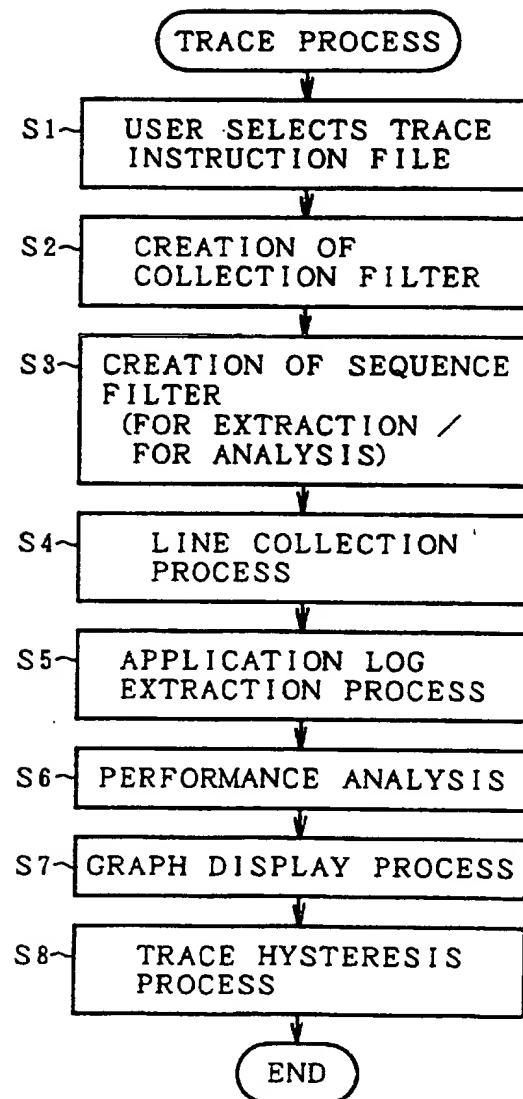 TRACE PROCESS
S1 USER SELECTS TRACE
INSTRUCTION FILE
S2 CREATION OF
COLLECTION FILTER
S3 CREATION OF SEQUENCE
FILTER
(FOR EXTRACTION /
FOR ANALYSIS)
S4 LINE COLLECTION
PROCESS
S5 APPLICATION LOG
EXTRACTION PROCESS
S6 PERFORMANCE ANALYSIS
S7 GRAPH DISPLAY PROCESS
S8 TRACE HYSTERESIS
PROCESS
END